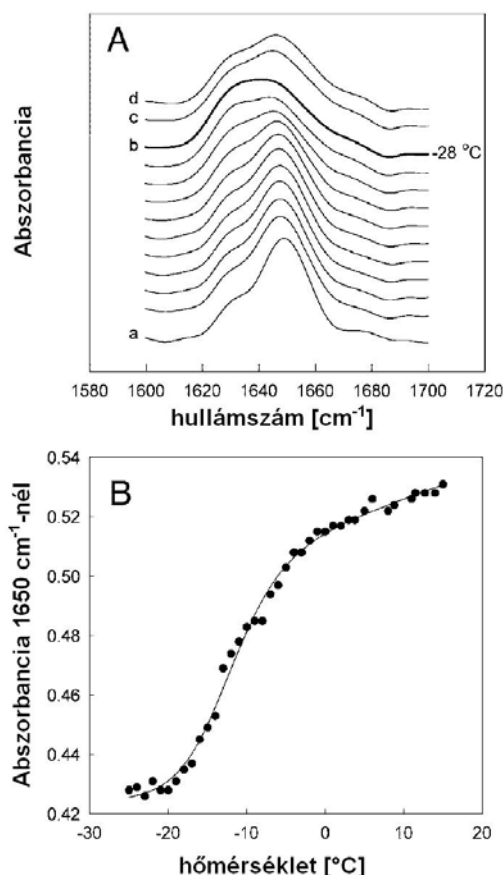 A
Abszorbancia
d
c
b
-28 °C
a
1580 1600 1620 1640 1660 1680 1700 1720
hullámszám [cm-1]
B
Abszorbancia 1650 cm-1-nél
0.54
0.52
0.50
0.48
0.46
0.44
0.42
-30 -20 -10 0 10 20
hőmérséklet [°C]